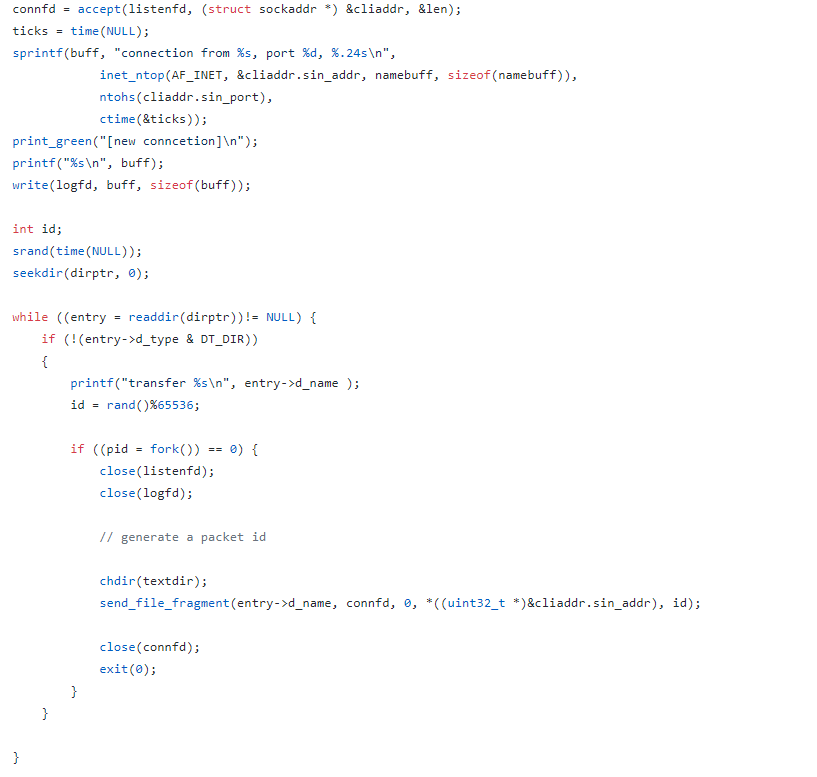 connfd = accept(listenfd, (struct sockaddr *) &cliaddr, &len);
ticks = time(NULL);
sprintf(buff, "connection from %s, port %d, %.24s\n",
            inet_ntop(AF_INET, &cliaddr.sin_addr, namebuff, sizeof(namebuff)),
            ntohs(cliaddr.sin_port),
            ctime(&ticks));
print_green("[new conncetion]\n");
printf("%s\n", buff);
write(logfd, buff, sizeof(buff));

int id;
srand(time(NULL));
seekdir(dirptr, 0);

while ((entry = readdir(dirptr))!= NULL) {
    if (!(entry->d_type & DT_DIR))
    {
        printf("transfer %s\n", entry->d_name );
        id = rand()%65536;

        if ((pid = fork()) == 0) {
            close(listenfd);
            close(logfd);

            // generate a packet id

            chdir(textdir);
            send_file_fragment(entry->d_name, connfd, 0, *((uint32_t *)&cliaddr.sin_addr), id);

            close(connfd);
            exit(0);
        }
    }

}